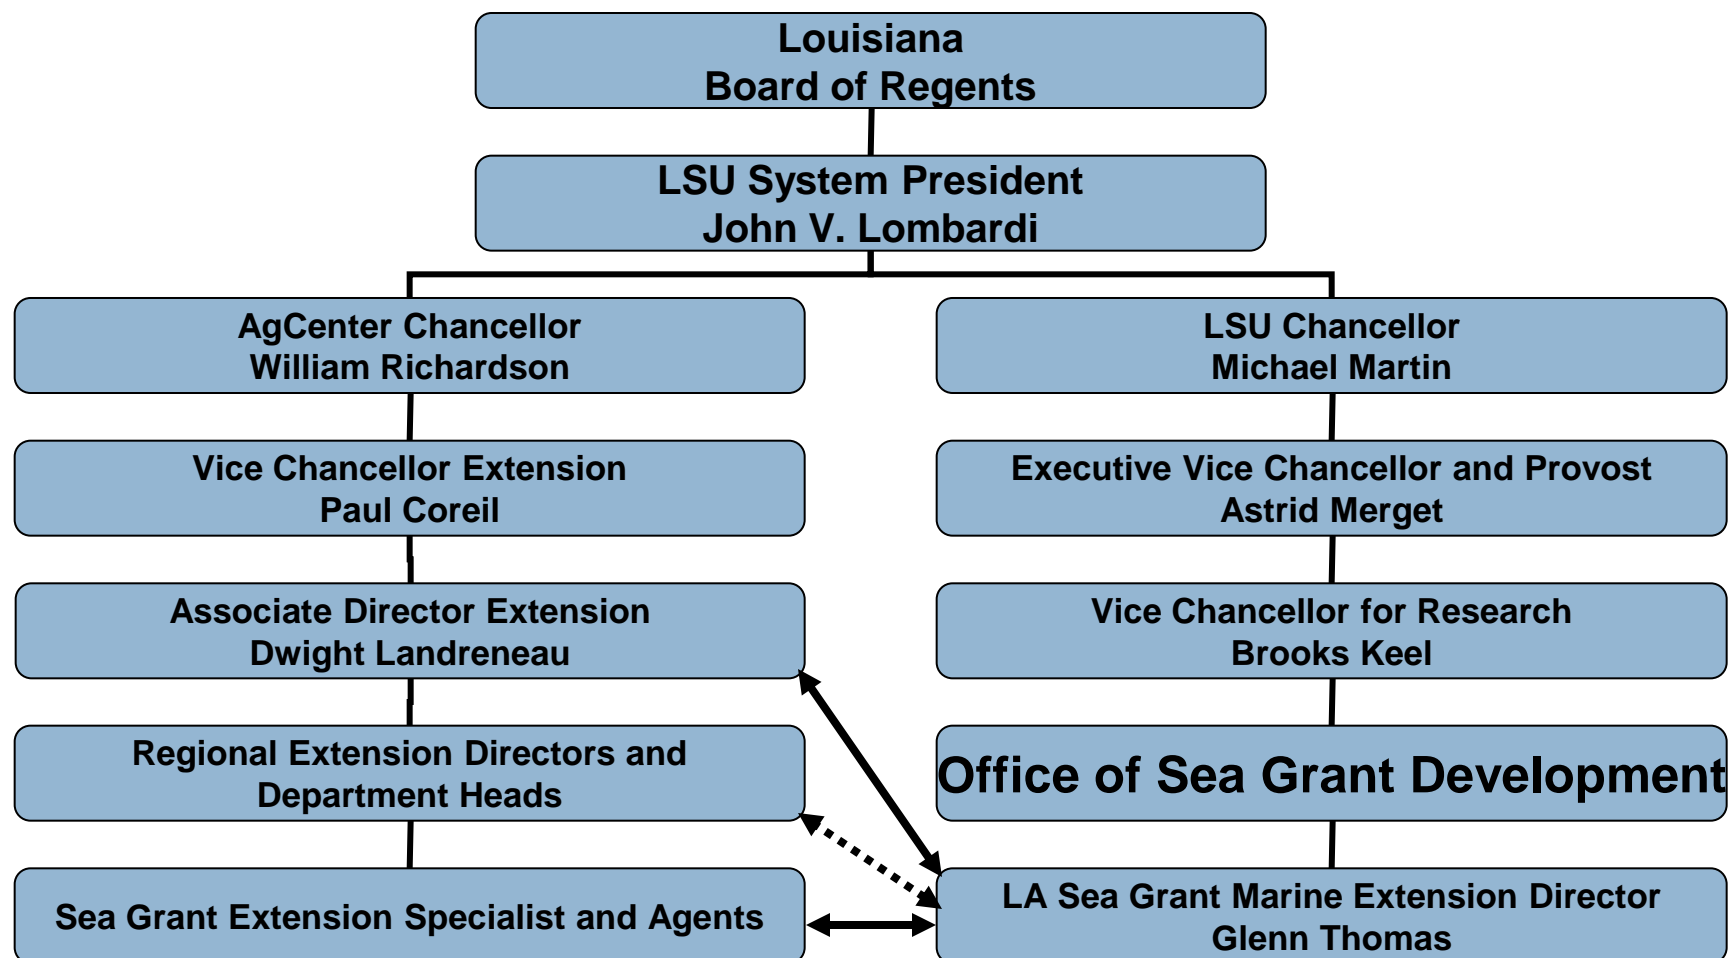 Louisiana
Board of Regents
LSU System President
John V. Lombardi
AgCenter Chancellor
William Richardson
LSU Chancellor
Michael Martin
Vice Chancellor Extension
Paul Coreil
Executive Vice Chancellor and Provost
Astrid Merget
Associate Director Extension
Dwight Landreneau
Vice Chancellor for Research
Brooks Keel
Regional Extension Directors and
Department Heads
Office of Sea Grant Development
Sea Grant Extension Specialist and Agents
LA Sea Grant Marine Extension Director
Glenn Thomas